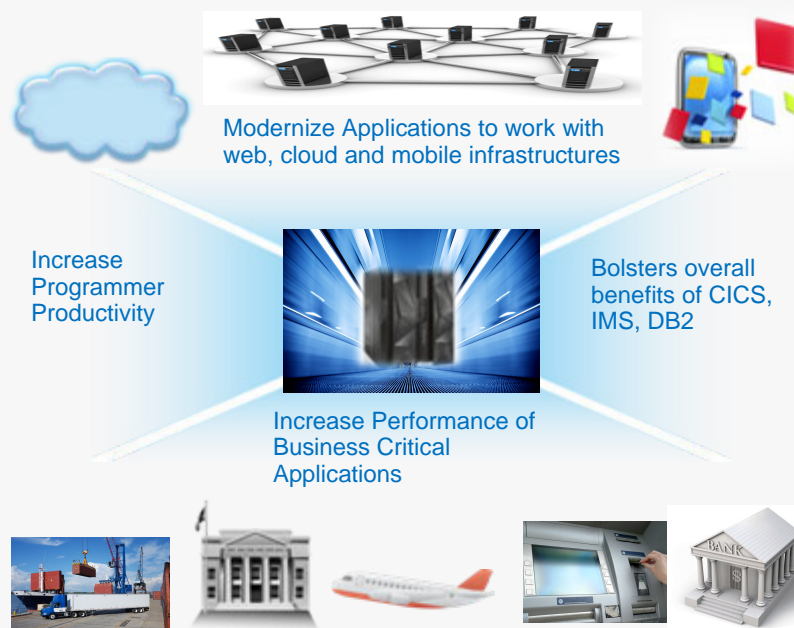 Modernize Applications to work with
web, cloud and mobile infrastructures
Increase
Programmer
Productivity
Bolsters overall
benefits of CICS,
IMS, DB2
Increase Performance of
Business Critical
Applications
BANK
$